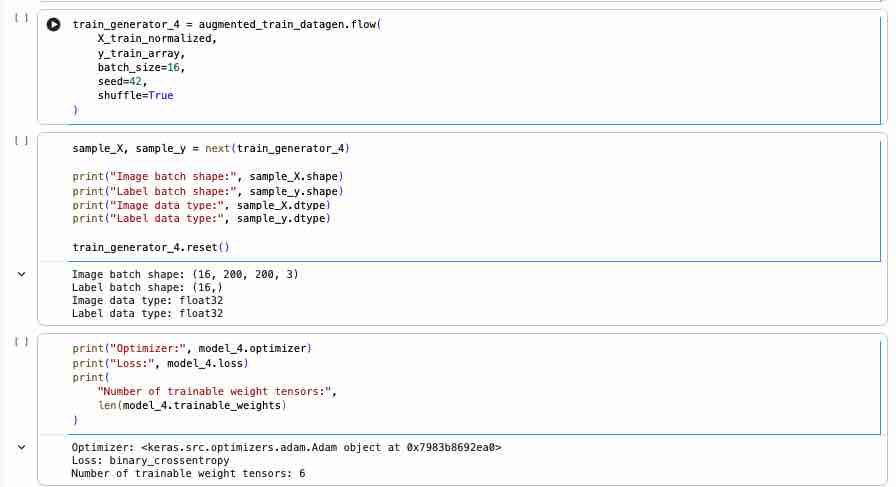 [ ]
train_generator_4 = augmented_train_datagen.flow(
    X_train_normalized,
    y_train_array,
    batch_size=16,
    seed=42,
    shuffle=True
)
[ ]
sample_X, sample_y = next(train_generator_4)

print("Image batch shape:", sample_X.shape)
print("Label batch shape:", sample_y.shape)
print("Image data type:", sample_X.dtype)
print("Label data type:", sample_y.dtype)

train_generator_4.reset()
Image batch shape: (16, 200, 200, 3)
Label batch shape: (16,)
Image data type: float32
Label data type: float32
[ ]
print("Optimizer:", model_4.optimizer)
print("Loss:", model_4.loss)
print(
    "Number of trainable weight tensors:",
    len(model_4.trainable_weights)
)
Optimizer: <keras.src.optimizers.adam.Adam object at 0x7983b8692ea0>
Loss: binary_crossentropy
Number of trainable weight tensors: 6